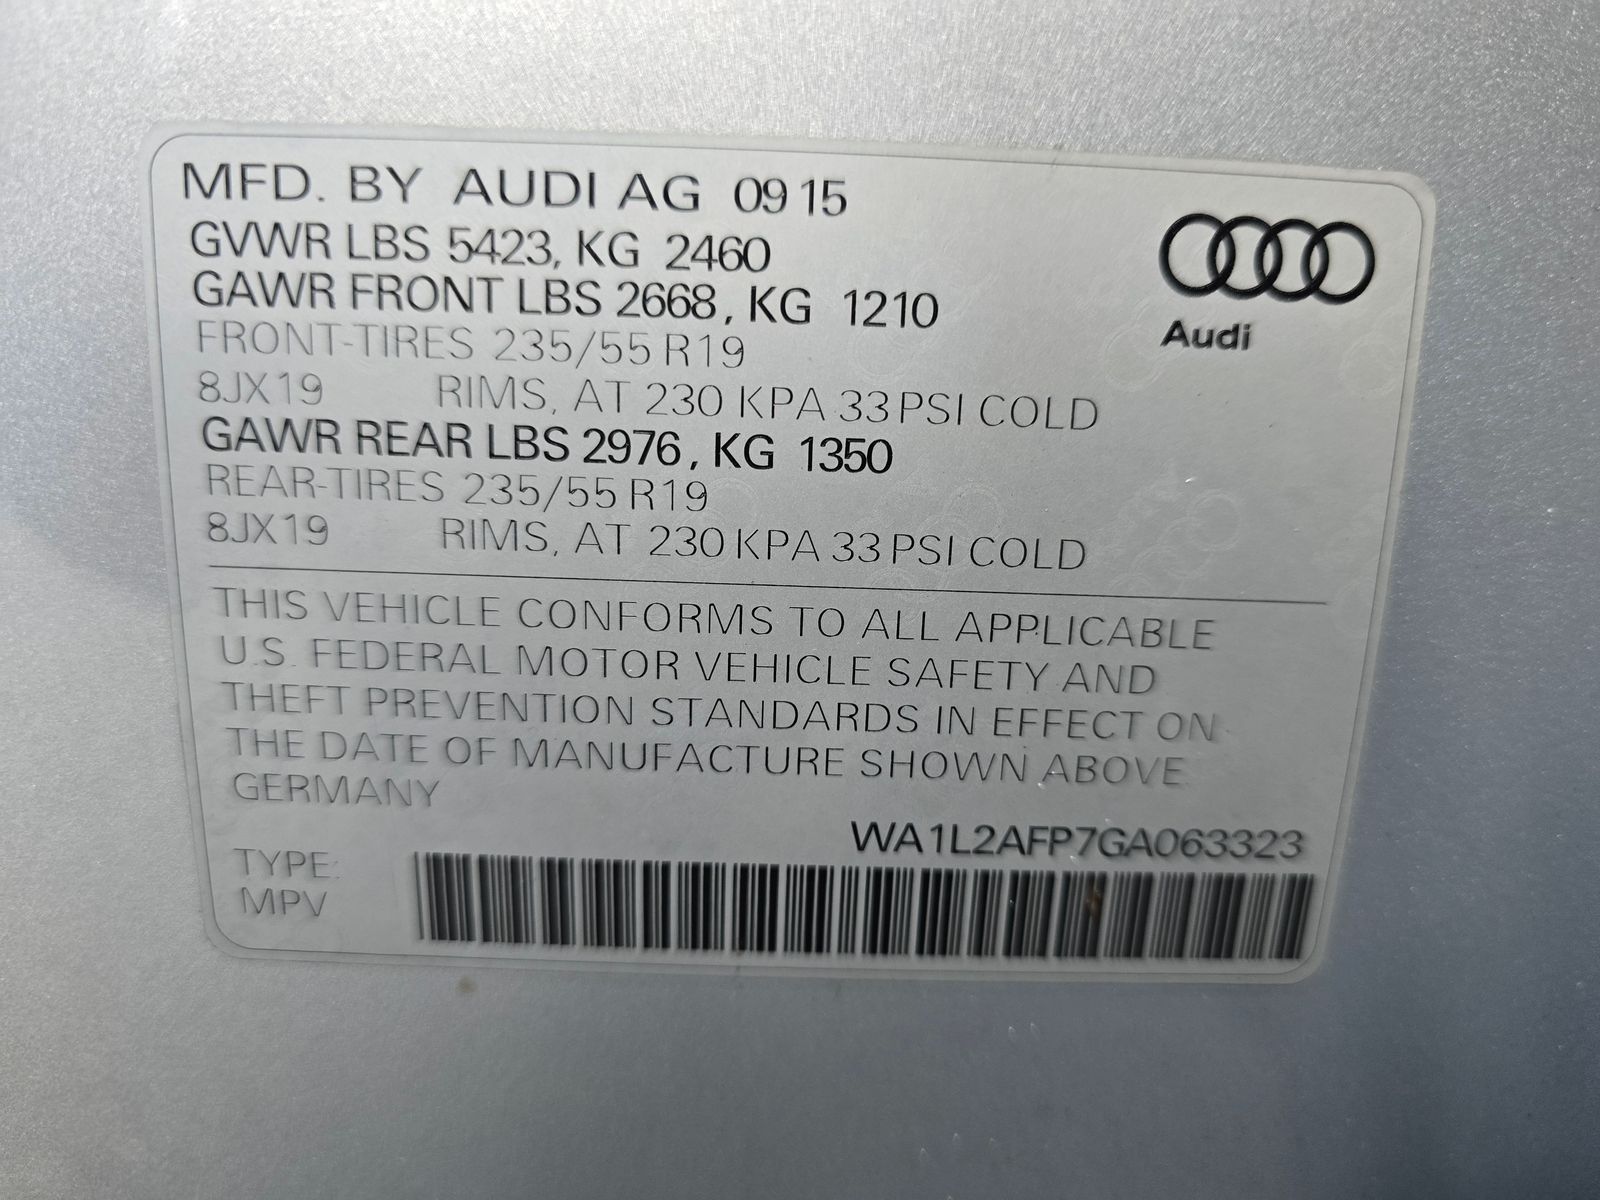 MFD. BY AUDI AG 09 15
GVWR LBS 5423, KG 2460
GAWR FRONT LBS 2668, KG 1210
FRONT-TIRES 235/55 R19
8JX19 RIMS, AT 230 KPA 33 PSI COLD
GAWR REAR LBS 2976, KG 1350
REAR-TIRES 235/55 R19
8JX19 RIMS, AT 230 KPA 33 PSI COLD
Audi
THIS VEHICLE CONFORMS TO ALL APPLICABLE
U.S. FEDERAL MOTOR VEHICLE SAFETY AND
THEFT PREVENTION STANDARDS IN EFFECT ON
THE DATE OF MANUFACTURE SHOWN ABOVE
GERMANY
WA1L2AFP7GA063323
TYPE:
MPV